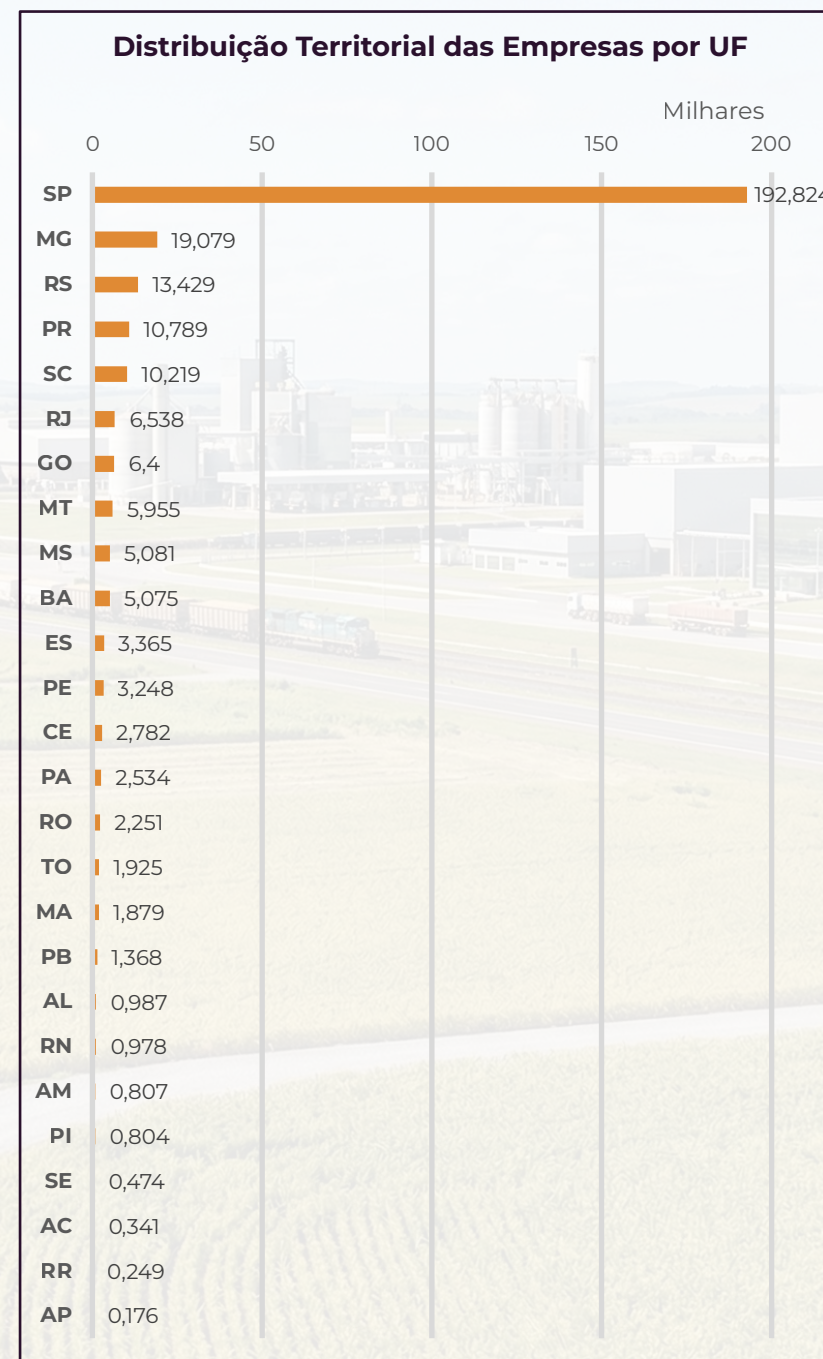 Distribuição Territorial das Empresas por UF
Milhares
0 50 100 150 200
SP 192,824
MG 19,079
RS 13,429
PR 10,789
SC 10,219
RJ 6,538
GO 6,4
MT 5,955
MS 5,081
BA 5,075
ES 3,365
PE 3,248
CE 2,782
PA 2,534
RO 2,251
TO 1,925
MA 1,879
PB 1,368
AL 0,987
RN 0,978
AM 0,807
PI 0,804
SE 0,474
AC 0,341
RR 0,249
AP 0,176